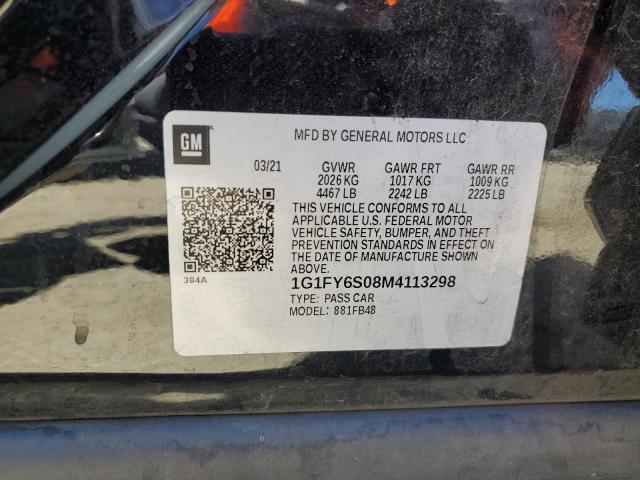 GM
MFD BY GENERAL MOTORS LLC
03/21 GVWR GAWR FRT GAWR RR
2026 KG 1017 KG 1009 KG
4467 LB 2242 LB 2225 LB
THIS VEHICLE CONFORMS TO ALL
APPLICABLE U.S. FEDERAL MOTOR
VEHICLE SAFETY, BUMPER, AND THEFT
PREVENTION STANDARDS IN EFFECT ON
THE DATE OF MANUFACTURE SHOWN
ABOVE.
384A
1G1FY6S08M4113298
TYPE: PASS CAR
MODEL: 881FB48